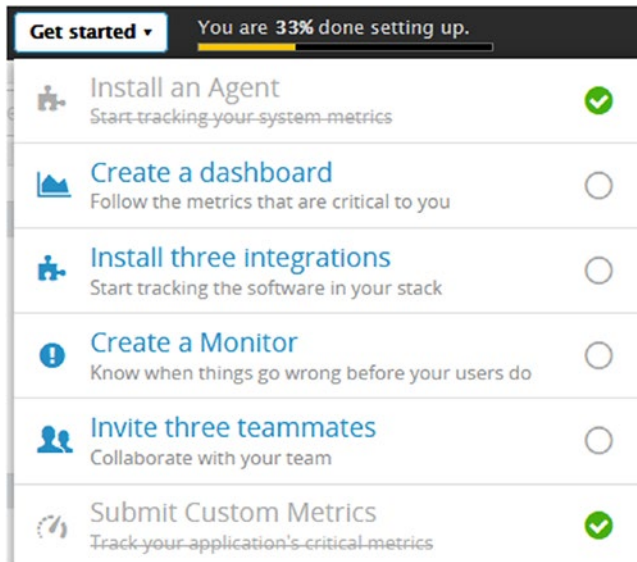 Get started ▾ You are 33% done setting up.
Install an Agent
Start tracking your system metrics
Create a dashboard
Follow the metrics that are critical to you
Install three integrations
Start tracking the software in your stack
Create a Monitor
Know when things go wrong before your users do
Invite three teammates
Collaborate with your team
Submit Custom Metrics
Track your application's critical metrics